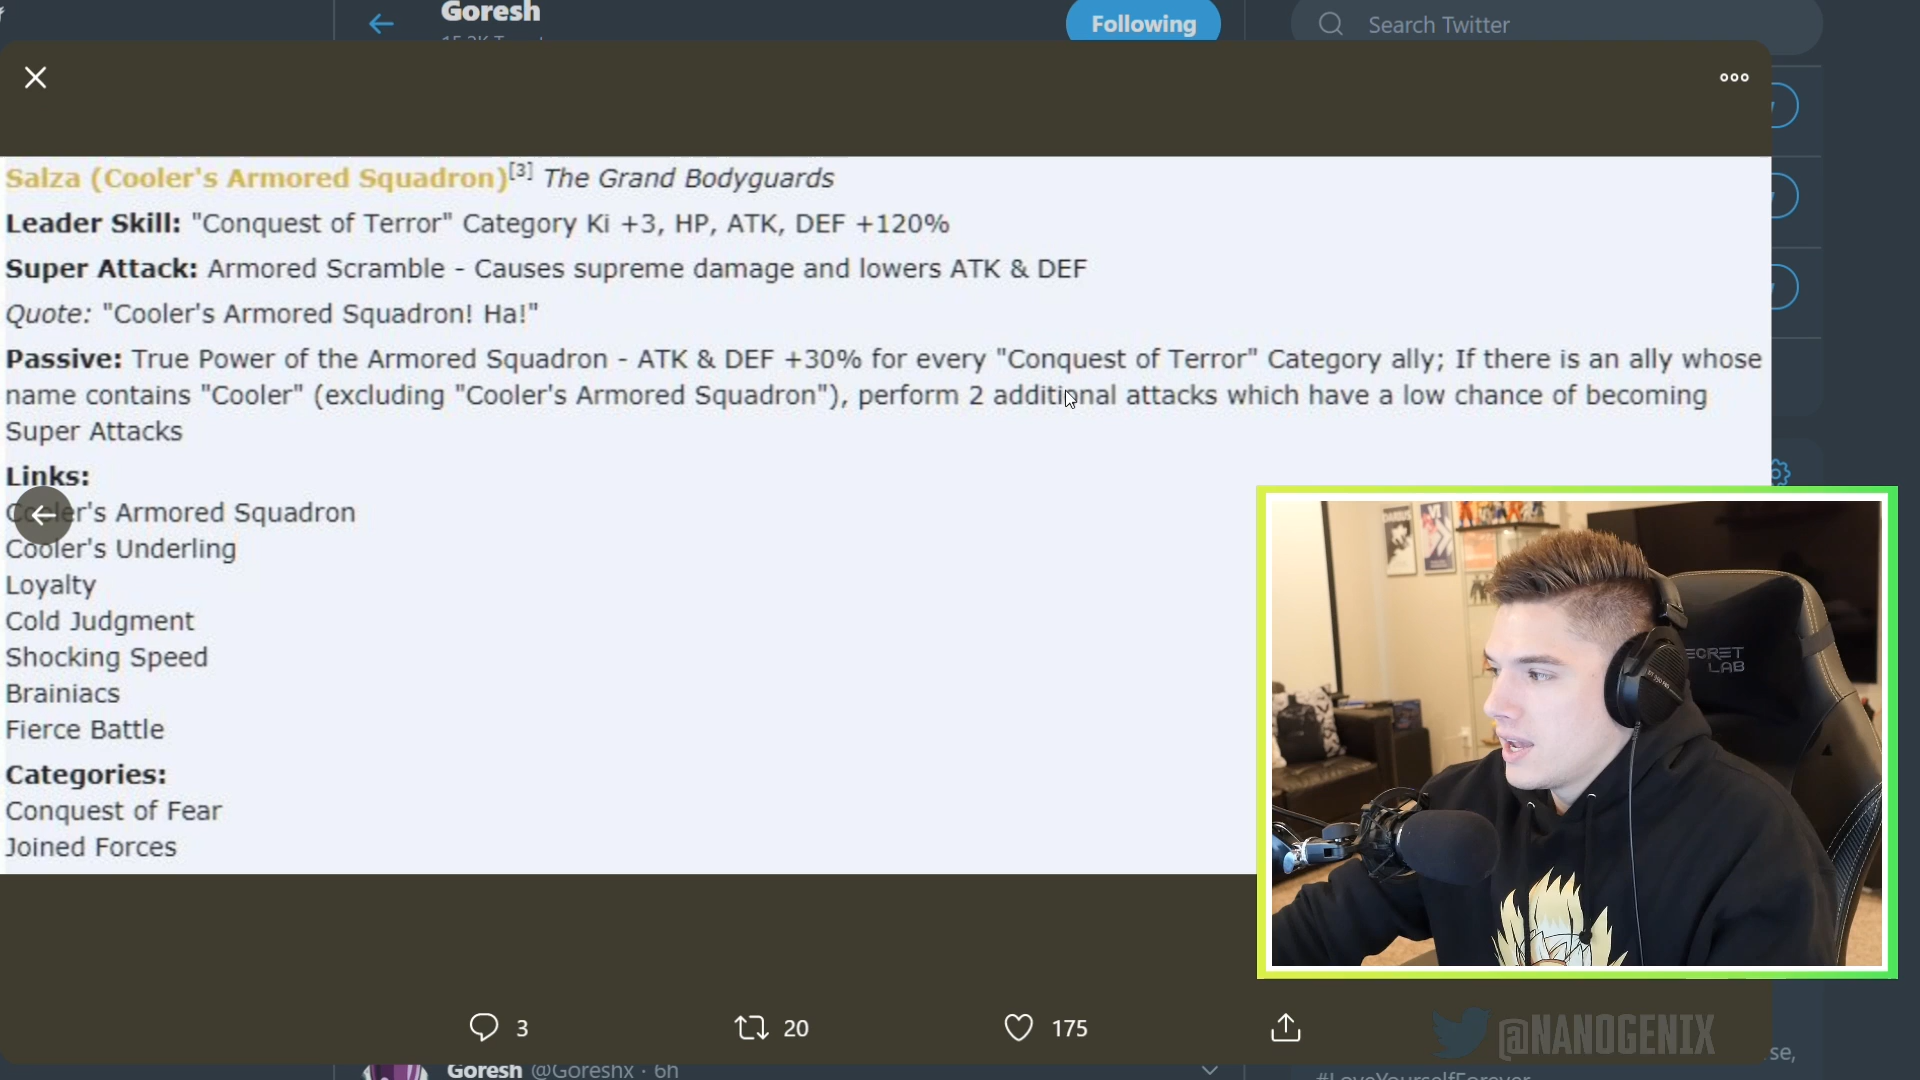 Goresh
Following
Search Twitter
Salza (Cooler's Armored Squadron)[3] The Grand Bodyguards
Leader Skill: "Conquest of Terror" Category Ki +3, HP, ATK, DEF +120%
Super Attack: Armored Scramble - Causes supreme damage and lowers ATK & DEF
Quote: "Cooler's Armored Squadron! Ha!"
Passive: True Power of the Armored Squadron - ATK & DEF +30% for every "Conquest of Terror" Category ally; If there is an ally whose
name contains "Cooler" (excluding "Cooler's Armored Squadron"), perform 2 additional attacks which have a low chance of becoming
Super Attacks
Links:
Cooler's Armored Squadron
Cooler's Underling
Loyalty
Cold Judgment
Shocking Speed
Brainiacs
Fierce Battle
Categories:
Conquest of Fear
Joined Forces
SECRET
LAB
3
20
175
@NANOGENIX
se,
Goresh @Goreshx · 6h
#LoveYourselfForever